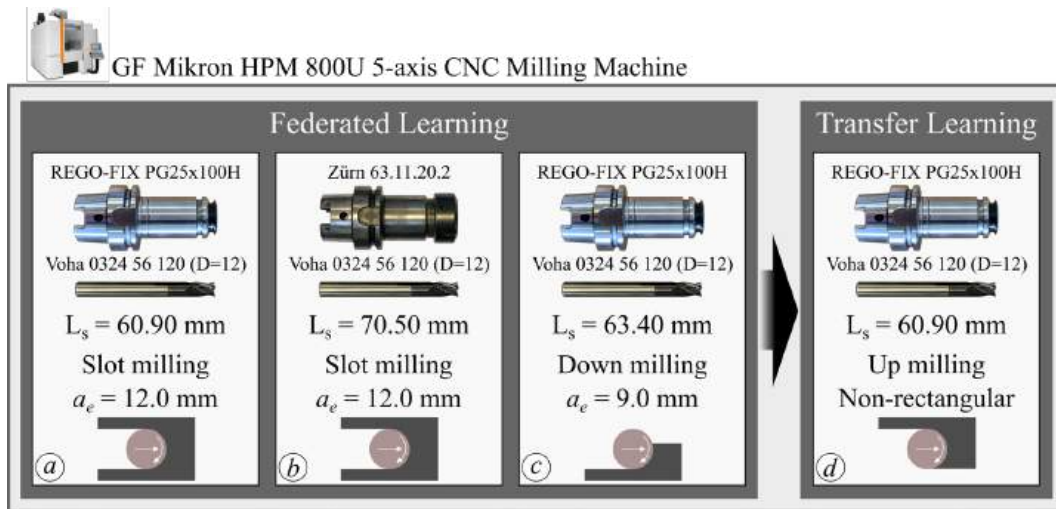 GF Mikron HPM 800U 5-axis CNC Milling Machine
Federated Learning
Transfer Learning
REGO-FIX PG25x100H
Voha 0324 56 120 (D=12)
Ls = 60.90 mm
Slot milling
ae = 12.0 mm
a
Zürn 63.11.20.2
Voha 0324 56 120 (D=12)
Ls = 70.50 mm
Slot milling
ae = 12.0 mm
b
REGO-FIX PG25x100H
Voha 0324 56 120 (D=12)
Ls = 63.40 mm
Down milling
ae = 9.0 mm
c
REGO-FIX PG25x100H
Voha 0324 56 120 (D=12)
Ls = 60.90 mm
Up milling
Non-rectangular
d